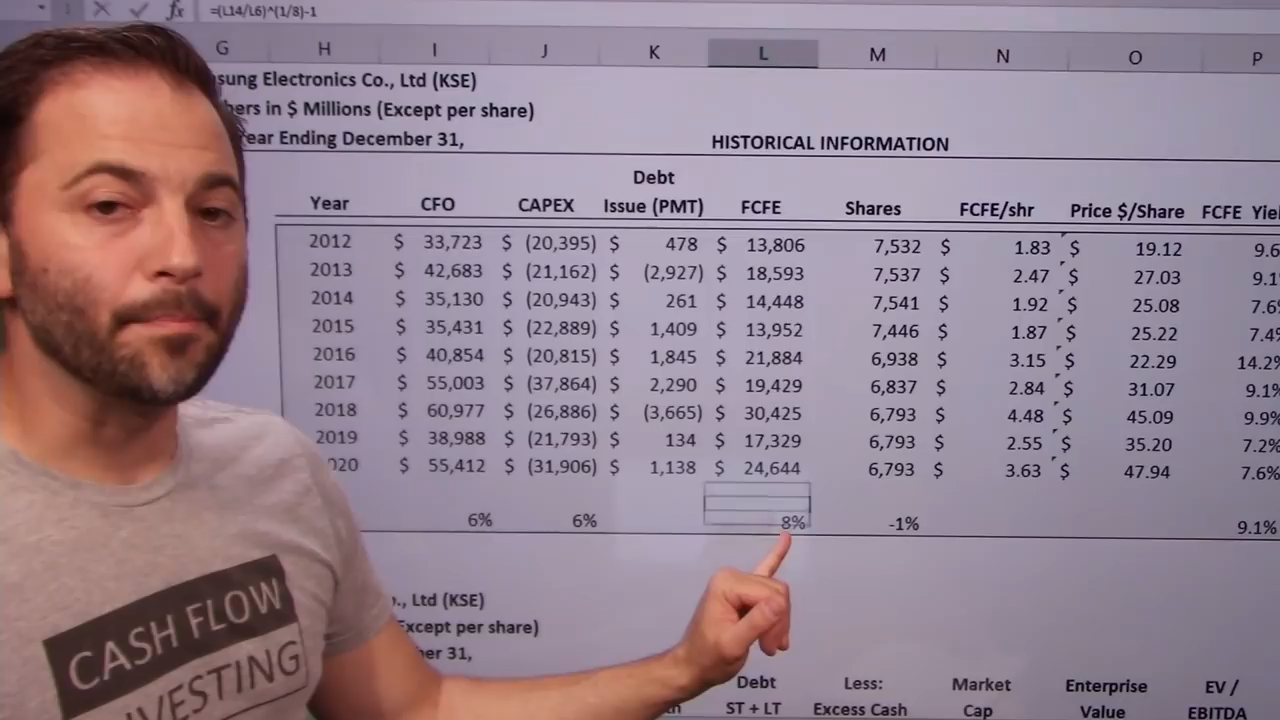 fx =(L14/L6)^(1/8)-1
G H I J K L M N O P
sung Electronics Co., Ltd (KSE)
bers in $ Millions (Except per share)
ear Ending December 31,
HISTORICAL INFORMATION
Year CFO CAPEX Debt Issue (PMT) FCFE Shares FCFE/shr Price $/Share FCFE Yiel
2012 $ 33,723 $ (20,395) $ 478 $ 13,806 7,532 $ 1.83 $ 19.12 9.6
2013 $ 42,683 $ (21,162) $ (2,927) $ 18,593 7,537 $ 2.47 $ 27.03 9.1
2014 $ 35,130 $ (20,943) $ 261 $ 14,448 7,541 $ 1.92 $ 25.08 7.6
2015 $ 35,431 $ (22,889) $ 1,409 $ 13,952 7,446 $ 1.87 $ 25.22 7.4
2016 $ 40,854 $ (20,815) $ 1,845 $ 21,884 6,938 $ 3.15 $ 22.29 14.2%
2017 $ 55,003 $ (37,864) $ 2,290 $ 19,429 6,837 $ 2.84 $ 31.07 9.1%
2018 $ 60,977 $ (26,886) $ (3,665) $ 30,425 6,793 $ 4.48 $ 45.09 9.9%
2019 $ 38,988 $ (21,793) $ 134 $ 17,329 6,793 $ 2.55 $ 35.20 7.2%
020 $ 55,412 $ (31,906) $ 1,138 $ 24,644 6,793 $ 3.63 $ 47.94 7.6%
6% 6% 8% -1% 9.1%
., Ltd (KSE)
Except per share)
er 31,
Debt Less: Market Enterprise EV /
ST + LT Excess Cash Cap Value EBITDA
CASH FLOW
INVESTING